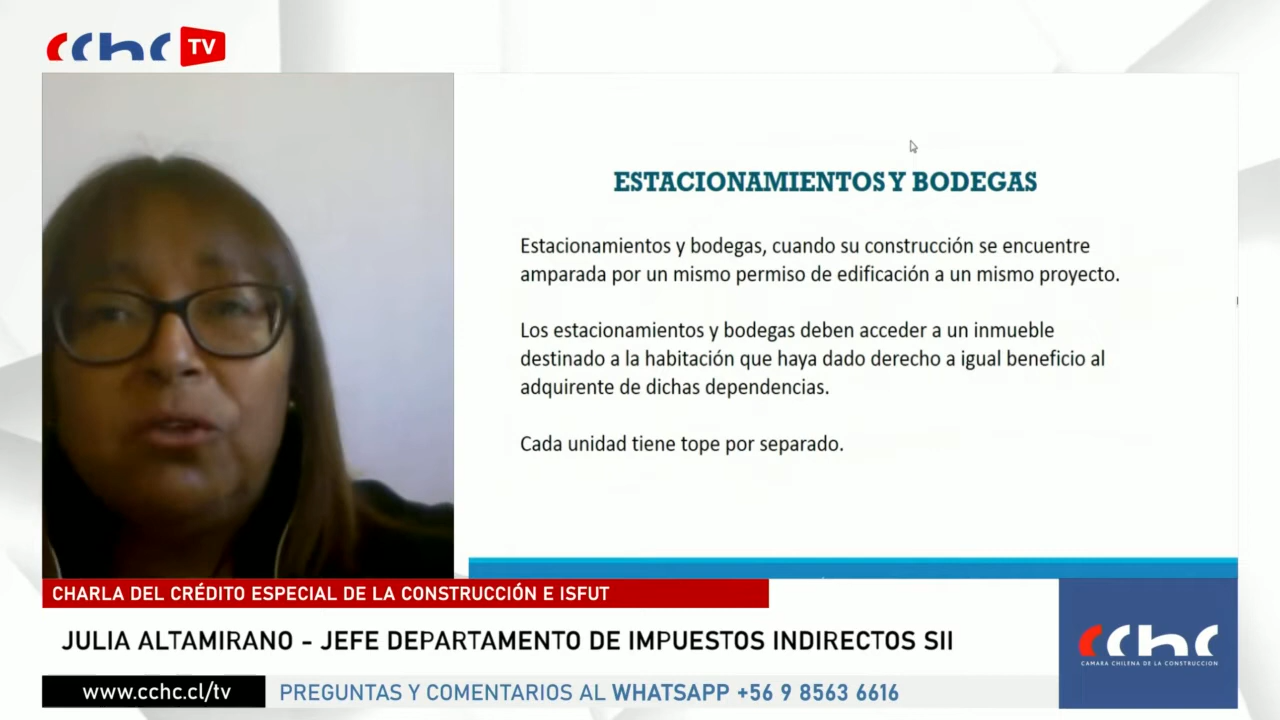 cchc TV
ESTACIONAMIENTOS Y BODEGAS
Estacionamientos y bodegas, cuando su construcción se encuentre
amparada por un mismo permiso de edificación a un mismo proyecto.
Los estacionamientos y bodegas deben acceder a un inmueble
destinado a la habitación que haya dado derecho a igual beneficio al
adquirente de dichas dependencias.
Cada unidad tiene tope por separado.
CHARLA DEL CRÉDITO ESPECIAL DE LA CONSTRUCCIÓN E ISFUT
JULIA ALTAMIRANO - JEFE DEPARTAMENTO DE IMPUESTOS INDIRECTOS SII
www.cchc.cl/tv
PREGUNTAS Y COMENTARIOS AL WHATSAPP +56 9 8563 6616
cchc
CAMARA CHILENA DE LA CONSTRUCCION